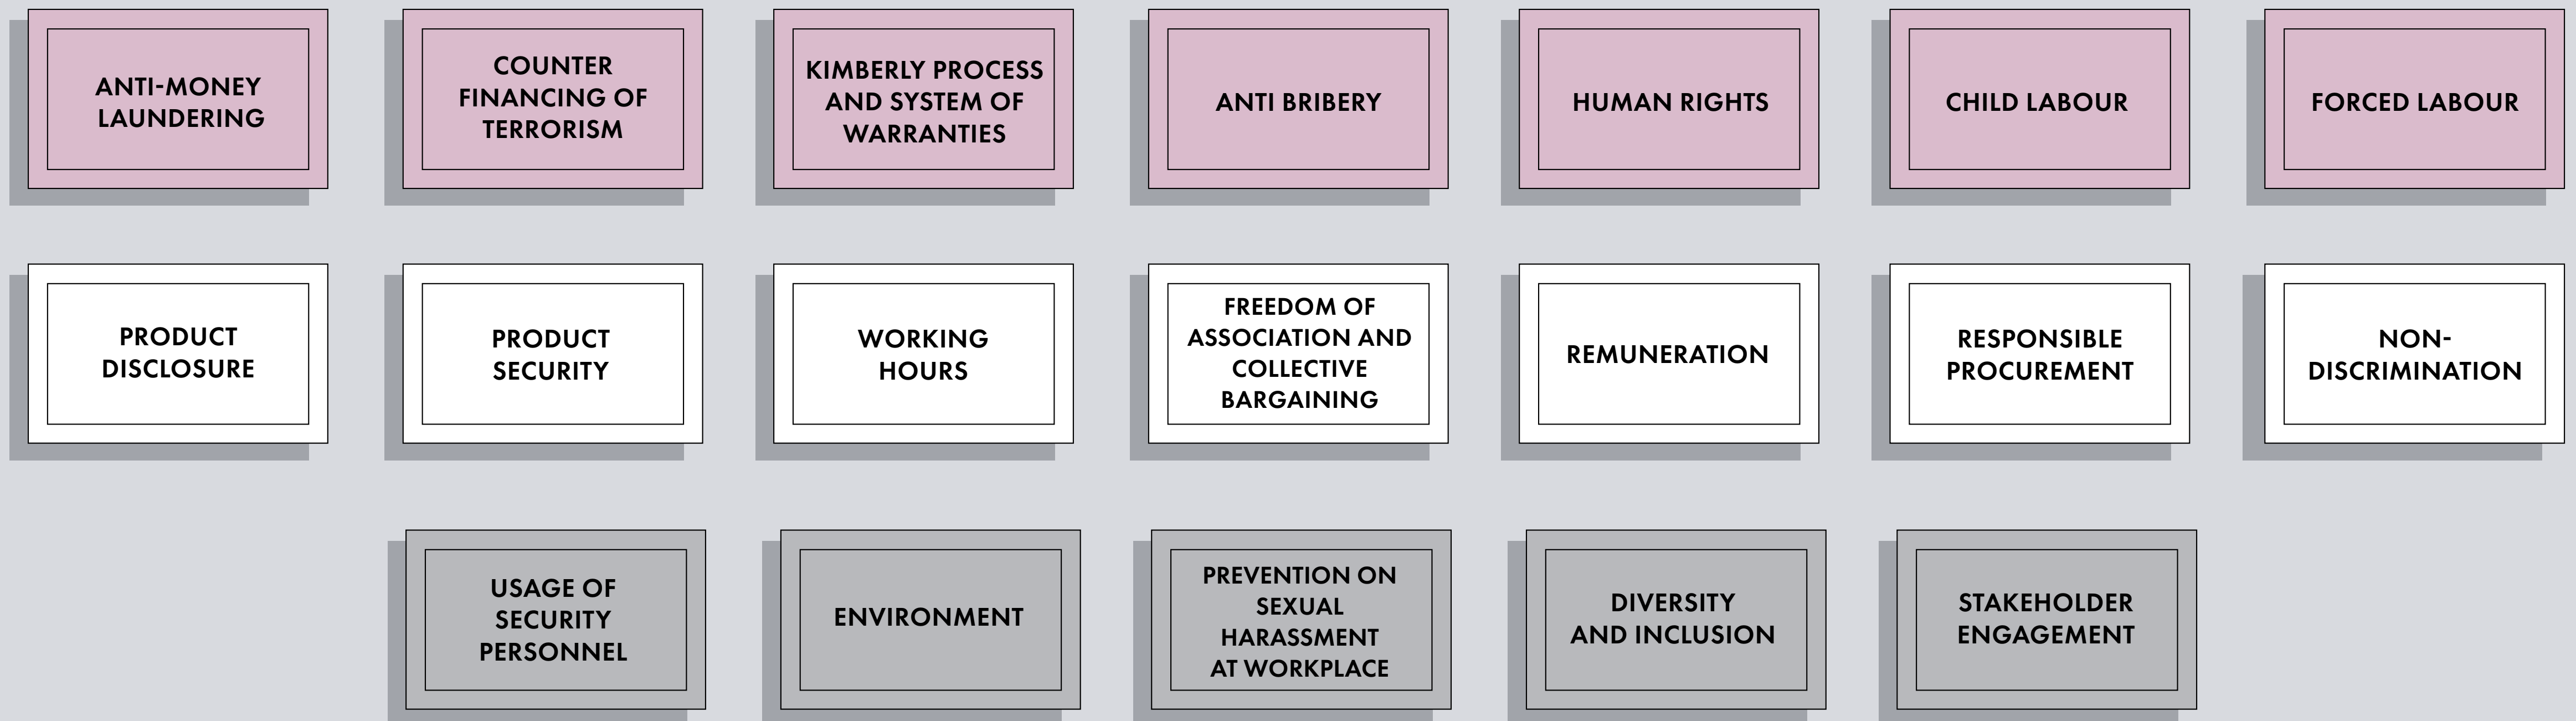 ANTI-MONEY
LAUNDERING
COUNTER
FINANCING OF
TERRORISM
KIMBERLY PROCESS
AND SYSTEM OF
WARRANTIES
ANTI BRIBERY
HUMAN RIGHTS
CHILD LABOUR
FORCED LABOUR
PRODUCT
DISCLOSURE
PRODUCT
SECURITY
WORKING
HOURS
FREEDOM OF
ASSOCIATION AND
COLLECTIVE
BARGAINING
REMUNERATION
RESPONSIBLE
PROCUREMENT
NON-
DISCRIMINATION
USAGE OF
SECURITY
PERSONNEL
ENVIRONMENT
PREVENTION ON
SEXUAL
HARASSMENT
AT WORKPLACE
DIVERSITY
AND INCLUSION
STAKEHOLDER
ENGAGEMENT